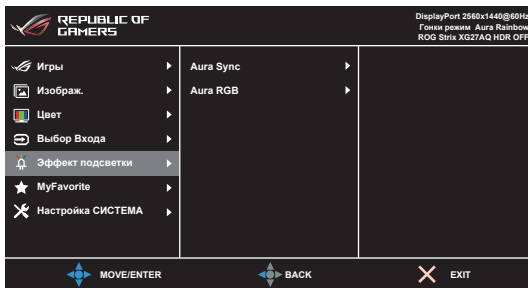 REPUBLIC OF
GAMERS
DisplayPort 2560x1440@60Hz
Гонки режим Aura Rainbow
ROG Strix XG27AQ HDR OFF
Игры
Изображ.
Цвет
Выбор Входа
Эффект подсветки
MyFavorite
Настройка СИСТЕМА
Aura Sync
Aura RGB
MOVE/ENTER
BACK
EXIT